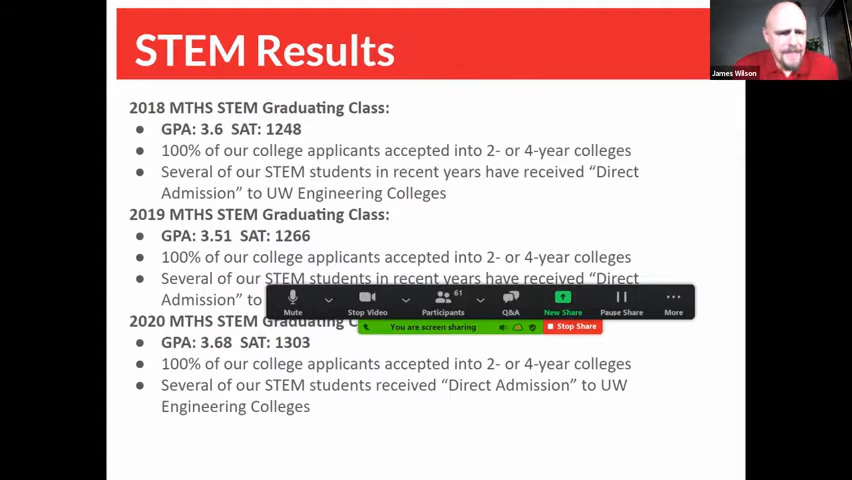 STEM Results
James Wilson
2018 MTHS STEM Graduating Class:
● GPA: 3.6 SAT: 1248
● 100% of our college applicants accepted into 2- or 4-year colleges
● Several of our STEM students in recent years have received “Direct
Admission” to UW Engineering Colleges
2019 MTHS STEM Graduating Class:
● GPA: 3.51 SAT: 1266
● 100% of our college applicants accepted into 2- or 4-year colleges
● Several of our STEM students in recent years have received “Direct
Admission” to
61
Mute
Stop Video
Participants
Q&A
New Share
Pause Share
More
You are screen sharing
Stop Share
2020 MTHS STEM Graduating
● GPA: 3.68 SAT: 1303
● 100% of our college applicants accepted into 2- or 4-year colleges
● Several of our STEM students received “Direct Admission” to UW
Engineering Colleges